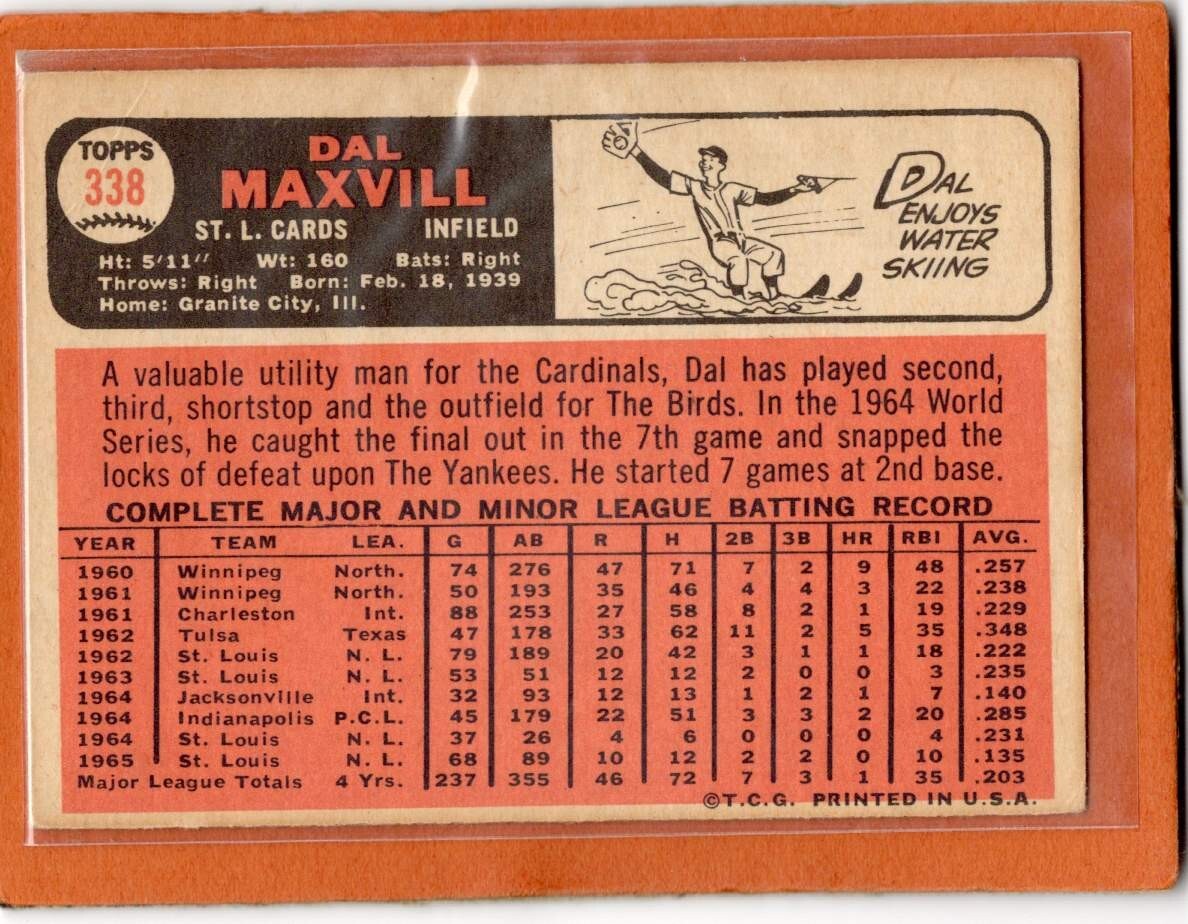 TOPPS
338
DAL
MAXVILL
ST. L. CARDS INFIELD
Ht: 5'11" Wt: 160 Bats: Right
Throws: Right Born: Feb. 18, 1939
Home: Granite City, Ill.
DAL
ENJOYS
WATER
SKIING
A valuable utility man for the Cardinals, Dal has played second,
third, shortstop and the outfield for The Birds. In the 1964 World
Series, he caught the final out in the 7th game and snapped the
locks of defeat upon The Yankees. He started 7 games at 2nd base.
COMPLETE MAJOR AND MINOR LEAGUE BATTING RECORD
YEAR TEAM LEA. G AB R H 2B 3B HR RBI AVG.
1960 Winnipeg North. 74 276 47 71 7 2 9 48 .257
1961 Winnipeg North. 50 193 35 46 4 4 3 22 .238
1961 Charleston Int. 88 253 27 58 8 2 1 19 .229
1962 Tulsa Texas 47 178 33 62 11 2 5 35 .348
1962 St. Louis N. L. 79 189 20 42 3 1 1 18 .222
1963 St. Louis N. L. 53 51 12 12 2 0 0 3 .235
1964 Jacksonville Int. 32 93 12 13 1 2 1 7 .140
1964 Indianapolis P.C.L. 45 179 22 51 3 3 2 20 .285
1964 St. Louis N. L. 37 26 4 6 0 0 0 4 .231
1965 St. Louis N. L. 68 89 10 12 2 2 0 10 .135
Major League Totals 4 Yrs. 237 355 46 72 7 3 1 35 .203
©T.C.G. PRINTED IN U.S.A.